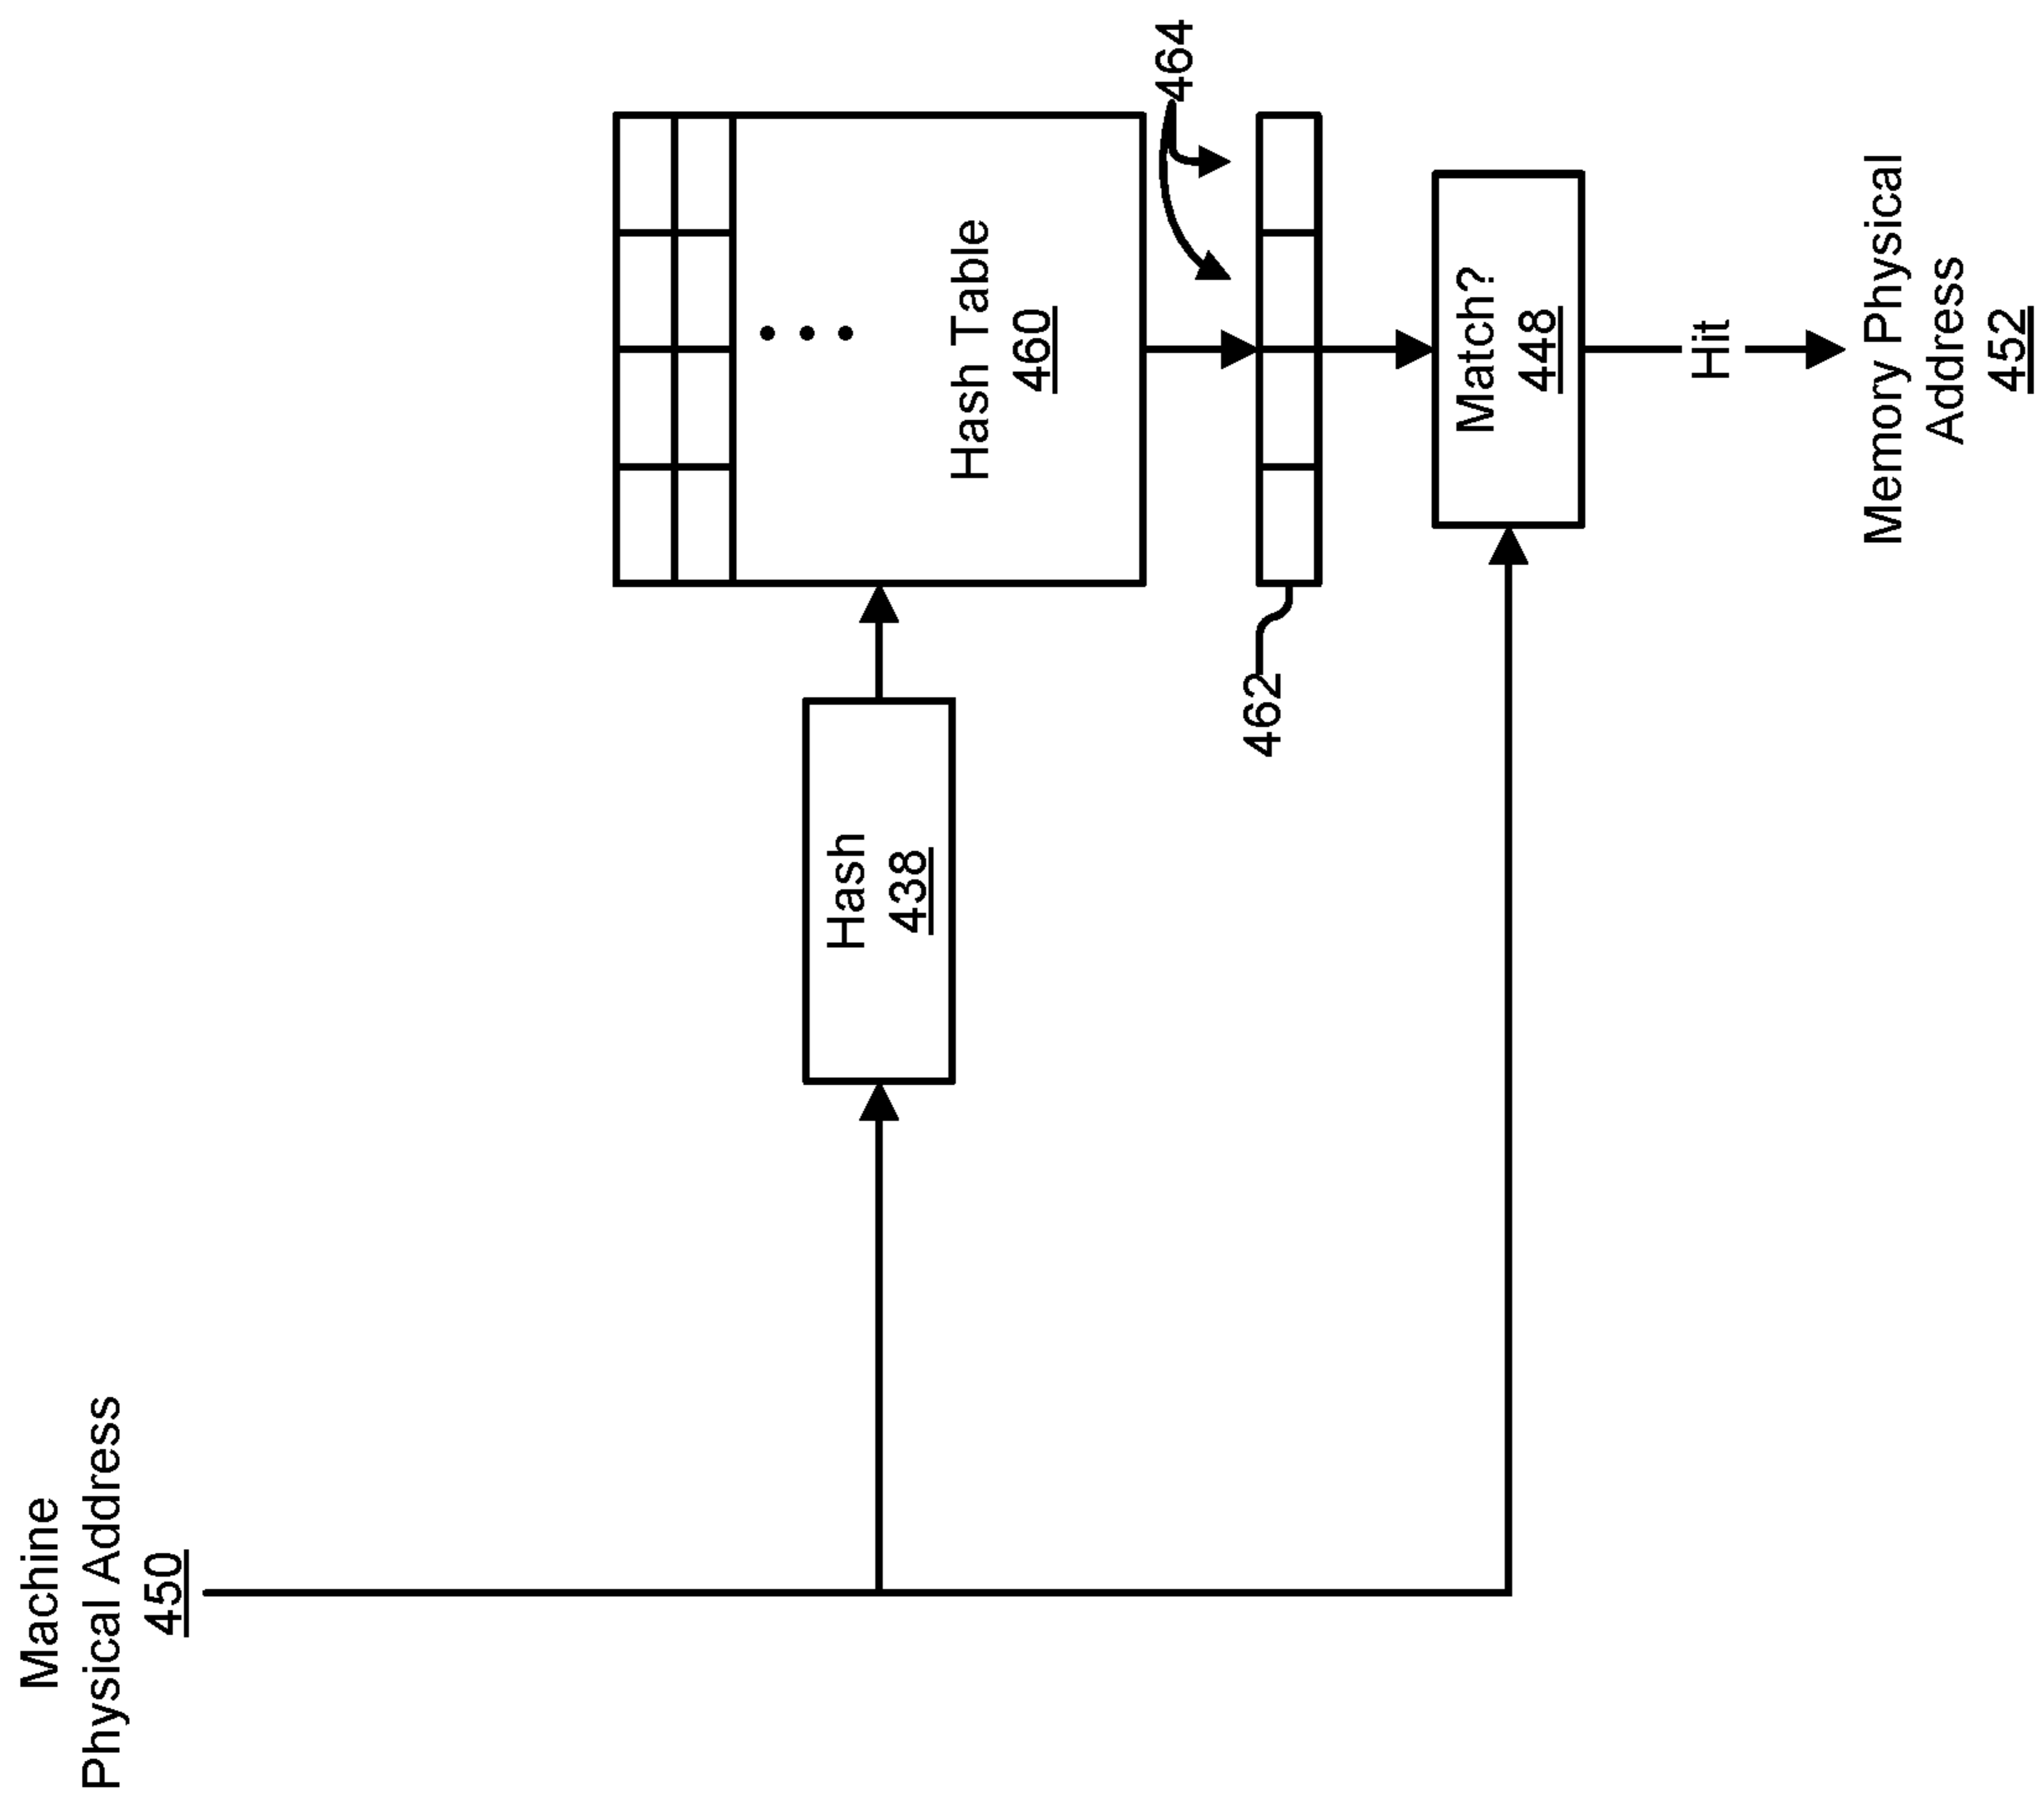 Machine
Physical Address
450
Hash
438
Hash Table
460
464
462
Match?
448
Hit
Memory Physical
Address
452